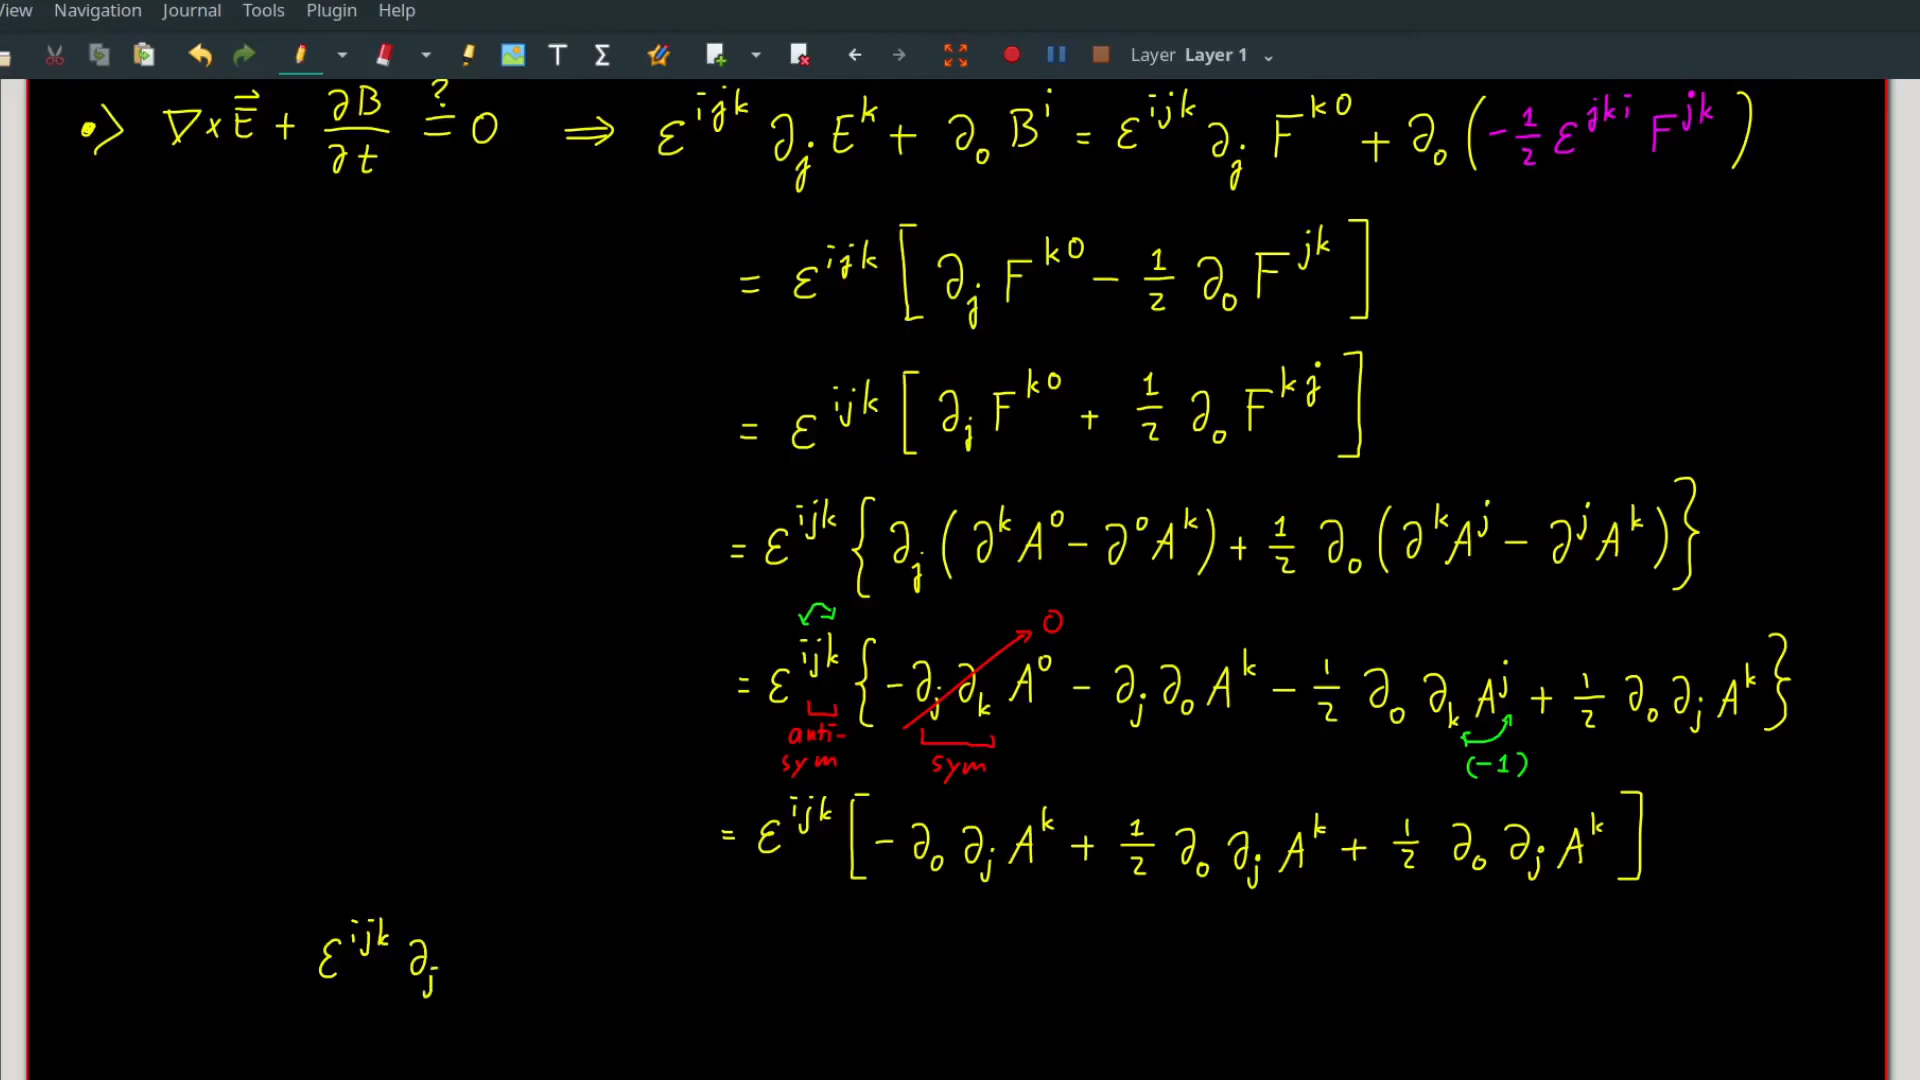 View Navigation Journal Tools Plugin Help
T Σ Layer Layer 1
•> ∇×E⃗ + ∂B/∂t ?= 0 ⟹ ε^{ijk} ∂_j E^k + ∂_0 B^i = ε^{ijk} ∂_j F^{k0} + ∂_0 (-1/2 ε^{jki} F^{jk})
= ε^{ijk} [ ∂_j F^{k0} - 1/2 ∂_0 F^{jk} ]
= ε^{ijk} [ ∂_j F^{k0} + 1/2 ∂_0 F^{kj} ]
= ε^{ijk} { ∂_j (∂^k A^0 - ∂^0 A^k) + 1/2 ∂_0 (∂^k A^j - ∂^j A^k) }
0
= ε^{ijk} { -∂_j ∂_k A^0 - ∂_j ∂_0 A^k - 1/2 ∂_0 ∂_k A^j + 1/2 ∂_0 ∂_j A^k }
anti-
sym sym (-1)
= ε^{ijk} [ -∂_0 ∂_j A^k + 1/2 ∂_0 ∂_j A^k + 1/2 ∂_0 ∂_j A^k ]
ε^{ijk} ∂_j